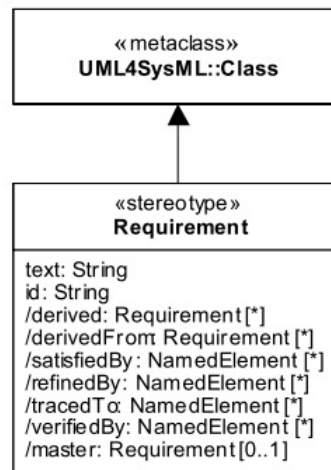 «metaclass»
UML4SysML::Class
«stereotype»
Requirement
text: String
id: String
/derived: Requirement[*]
/derivedFrom: Requirement [*]
/satisfiedBy: NamedElement [*]
/refinedBy: NamedElement [*]
/tracedTo: NamedElement [*]
/verifiedBy: NamedElement [*]
/master: Requirement[0..1]